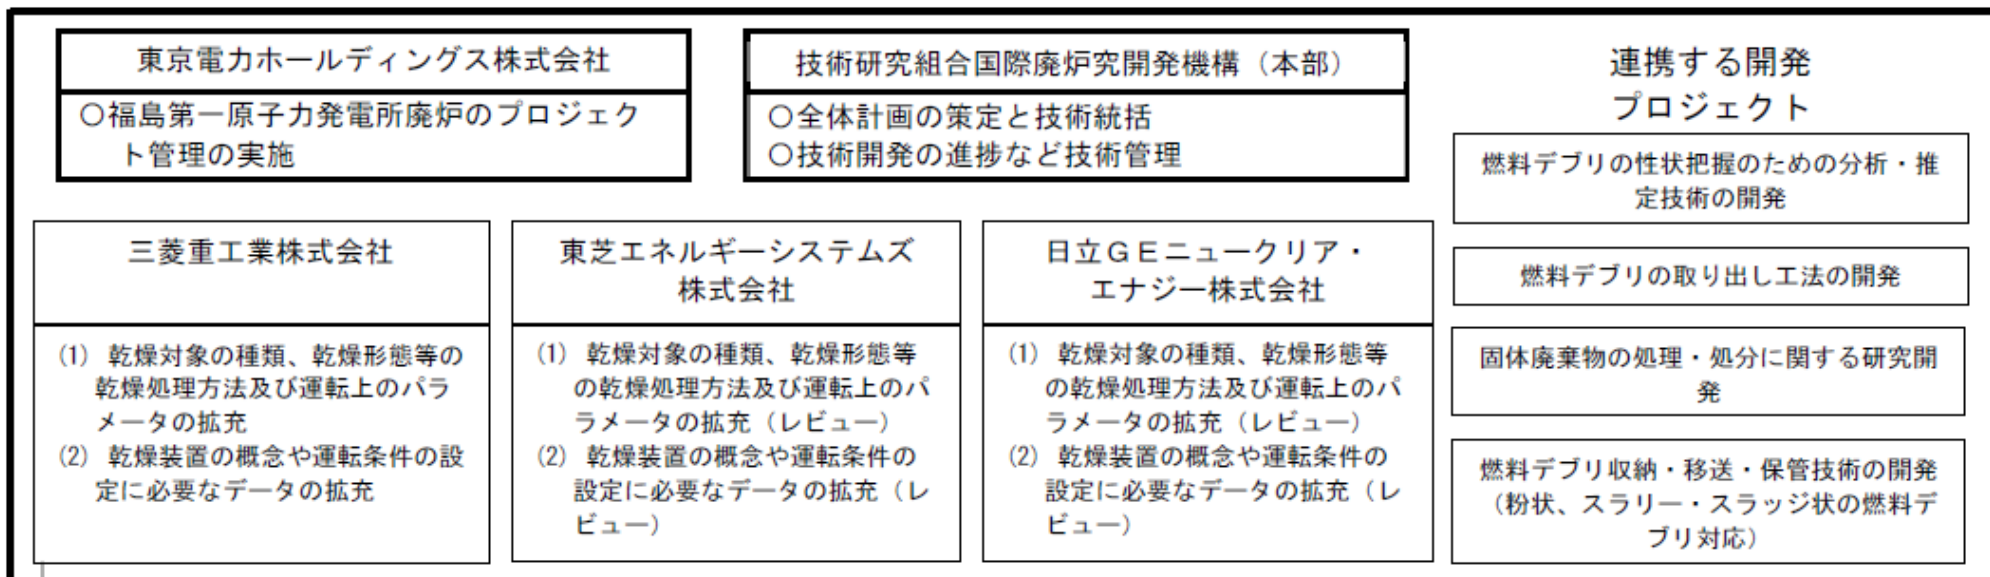 東京電力ホールディングス株式会社
○福島第一原子力発電所廃炉のプロジェク
ト管理の実施
技術研究組合国際廃炉究開発機構（本部）
○全体計画の策定と技術統括
○技術開発の進捗など技術管理
三菱重工業株式会社
(1) 乾燥対象の種類、乾燥形態等の
乾燥処理方法及び運転上のパラ
メータの拡充
(2) 乾燥装置の概念や運転条件の設
定に必要なデータの拡充
東芝エネルギーシステムズ
株式会社
(1) 乾燥対象の種類、乾燥形態等
の乾燥処理方法及び運転上のパ
ラメータの拡充（レビュー）
(2) 乾燥装置の概念や運転条件の
設定に必要なデータの拡充（レ
ビュー）
日立ＧＥニュークリア・
エナジー株式会社
(1) 乾燥対象の種類、乾燥形態等
の乾燥処理方法及び運転上のパ
ラメータの拡充（レビュー）
(2) 乾燥装置の概念や運転条件の
設定に必要なデータの拡充（レ
ビュー）
連携する開発
プロジェクト
燃料デブリの性状把握のための分析・推
定技術の開発
燃料デブリの取り出し工法の開発
固体廃棄物の処理・処分に関する研究開
発
燃料デブリ収納・移送・保管技術の開発
（粉状、スラリー・スラッジ状の燃料デ
ブリ対応）